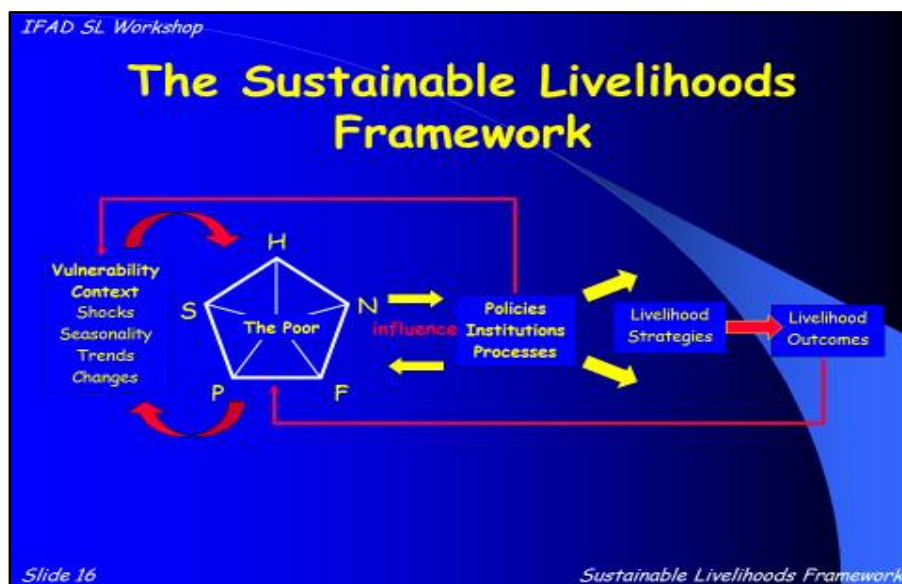 IFAD SL Workshop
The Sustainable Livelihoods
Framework
H
S
N
P
F
The Poor
Vulnerability
Context
Shocks
Seasonality
Trends
Changes
influence
Policies
Institutions
Processes
Livelihood
Strategies
Livelihood
Outcomes
Slide 16
Sustainable Livelihoods Framework